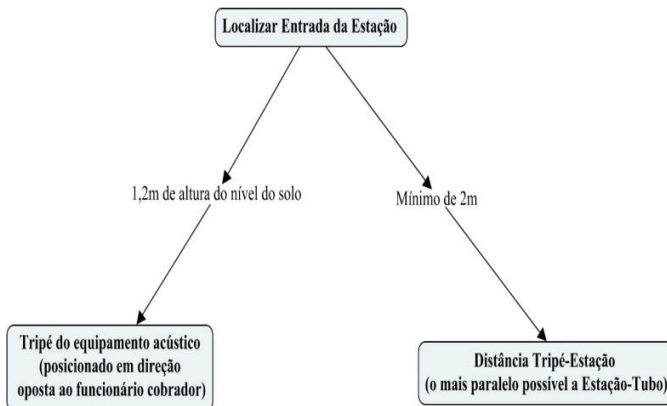 Localizar Entrada da Estação
1,2m de altura do nível do solo
Mínimo de 2m
Tripé do equipamento acústico
(posicionado em direção
oposta ao funcionário cobrador)
Distância Tripé-Estação
(o mais paralelo possível a Estação-Tubo)